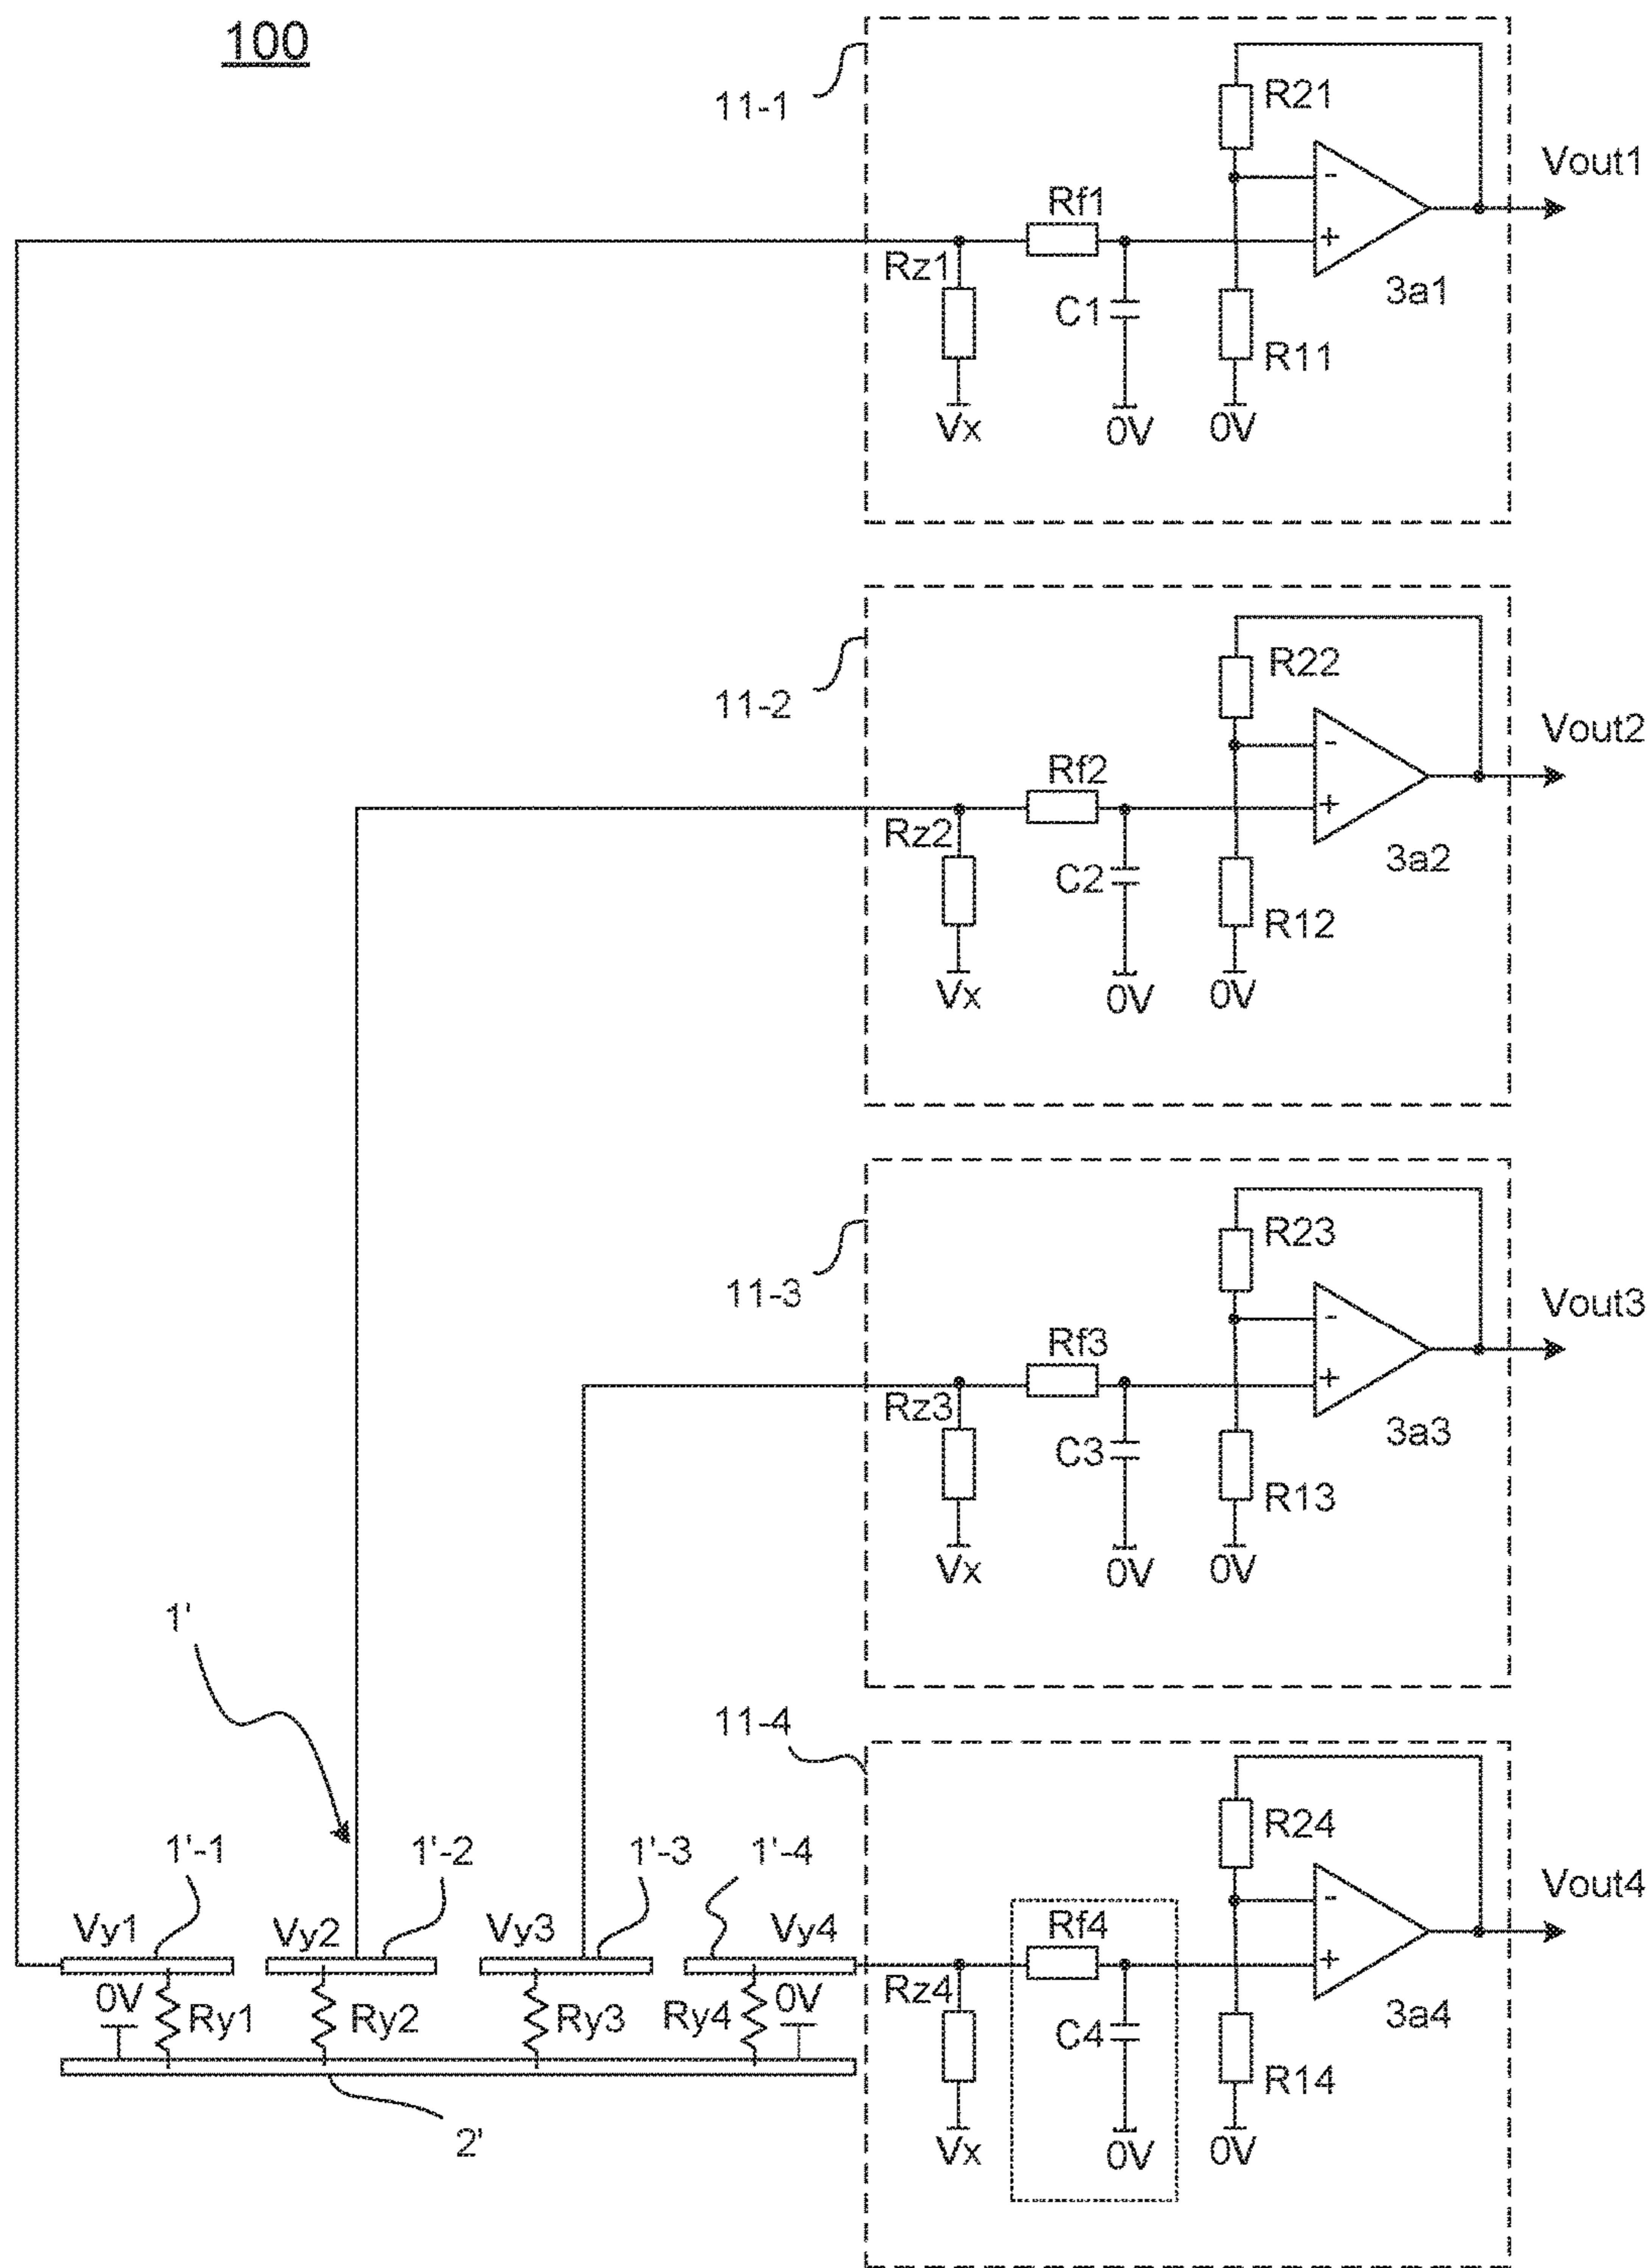 100
11-1
R21
Vout1
Rf1
-
+
Rz1
3a1
C1
R11
Vx
0V
0V
11-2
R22
Vout2
Rf2
-
+
Rz2
3a2
C2
R12
Vx
0V
0V
11-3
R23
Vout3
Rf3
-
+
Rz3
3a3
C3
R13
Vx
0V
0V
1'
11-4
R24
1'-1
1'-2
1'-3
1'-4
Vout4
Vy1
Vy2
Vy3
Vy4
Rf4
-
+
0V
Ry1
Ry2
Ry3
Ry4
0V
Rz4
3a4
C4
R14
2'
Vx
0V
0V